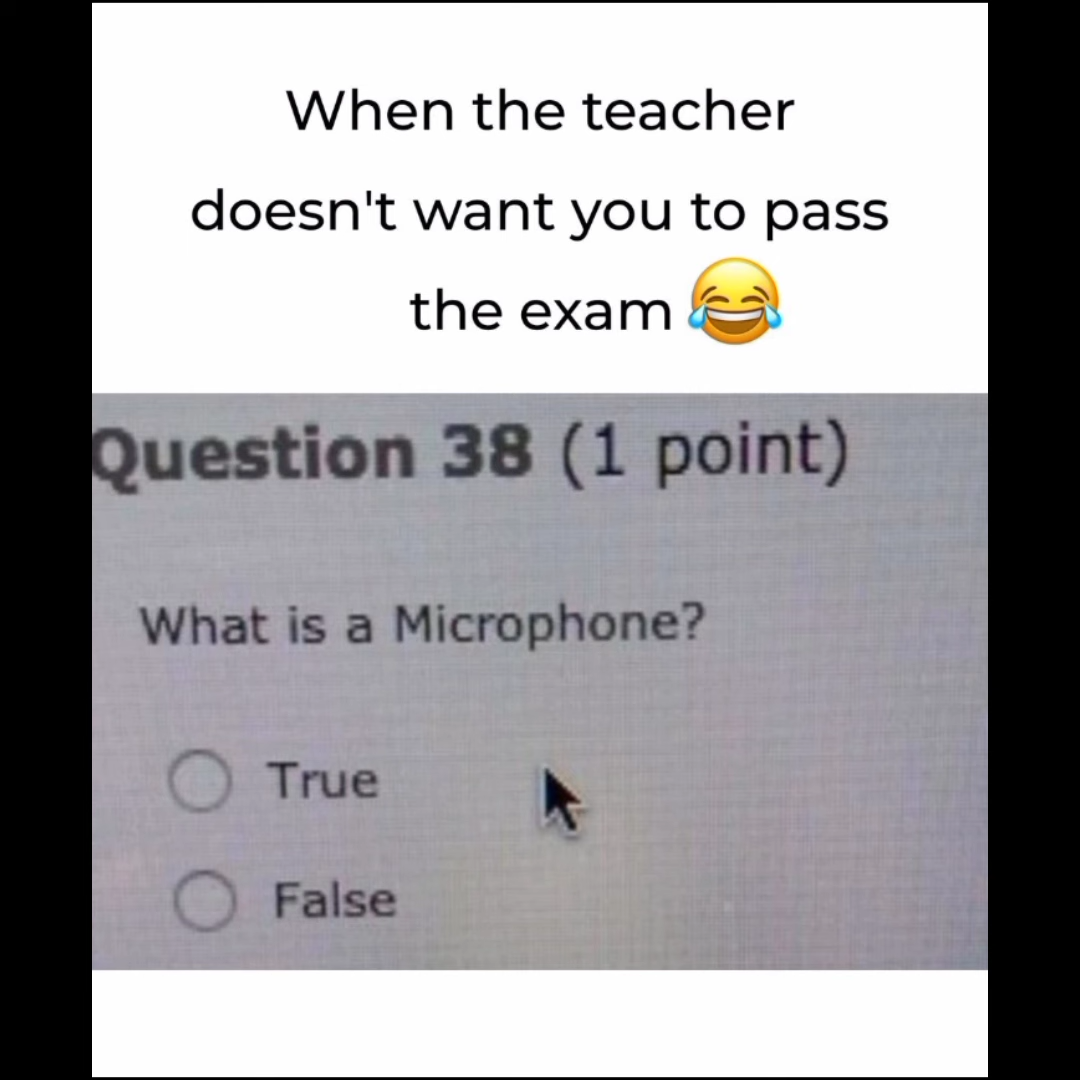 When the teacher
doesn't want you to pass
the exam 😂
Question 38 (1 point)
What is a Microphone?
True
False